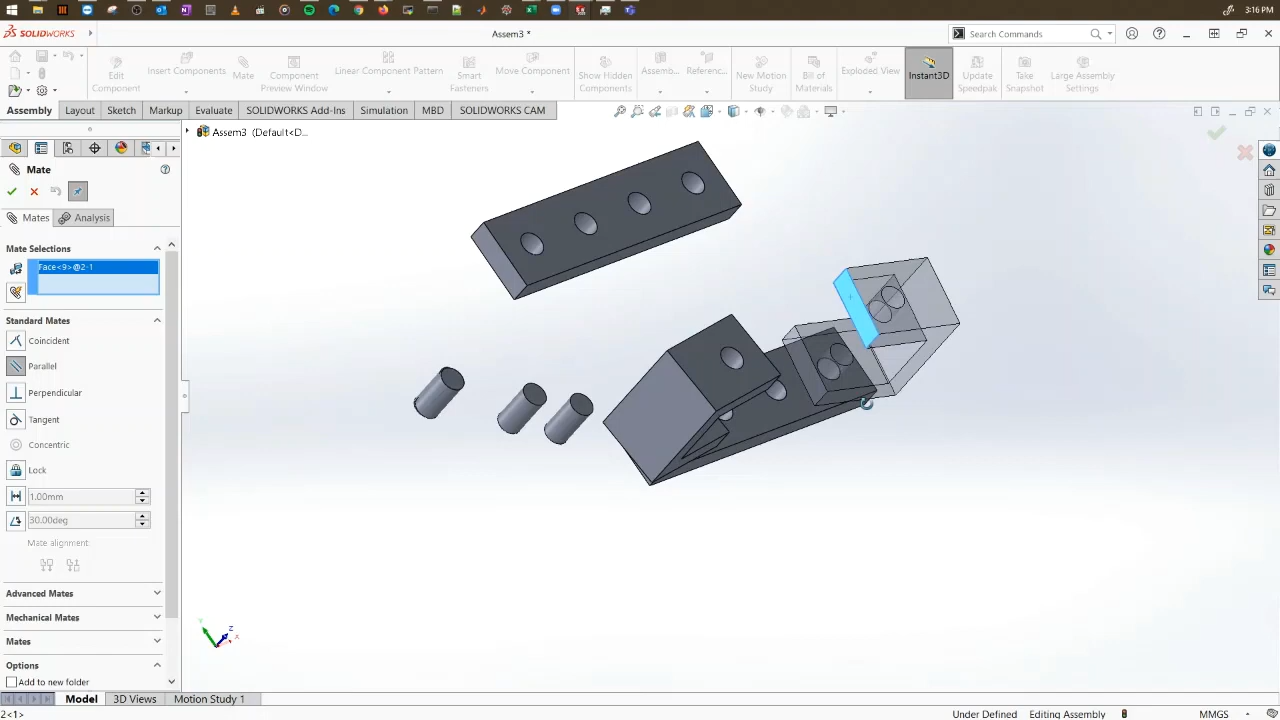 3:16 PM
SOLIDWORKS
Assem3 *
Search Commands
Edit Component
Insert Components
Mate
Component Preview Window
Linear Component Pattern
Smart Fasteners
Move Component
Show Hidden Components
Assemb...
Referenc...
New Motion Study
Bill of Materials
Exploded View
Instant3D
Update Speedpak
Take Snapshot
Large Assembly Settings
Assembly
Layout
Sketch
Markup
Evaluate
SOLIDWORKS Add-Ins
Simulation
MBD
SOLIDWORKS CAM
Assem3 (Default<D...
Mate
Mates
Analysis
Mate Selections
Face<9>@2-1
Standard Mates
Coincident
Parallel
Perpendicular
Tangent
Concentric
Lock
1.00mm
30.00deg
Mate alignment:
Advanced Mates
Mechanical Mates
Mates
Options
Add to new folder
Y
Z
X
Model
3D Views
Motion Study 1
2<1>
Under Defined
Editing Assembly
MMGS